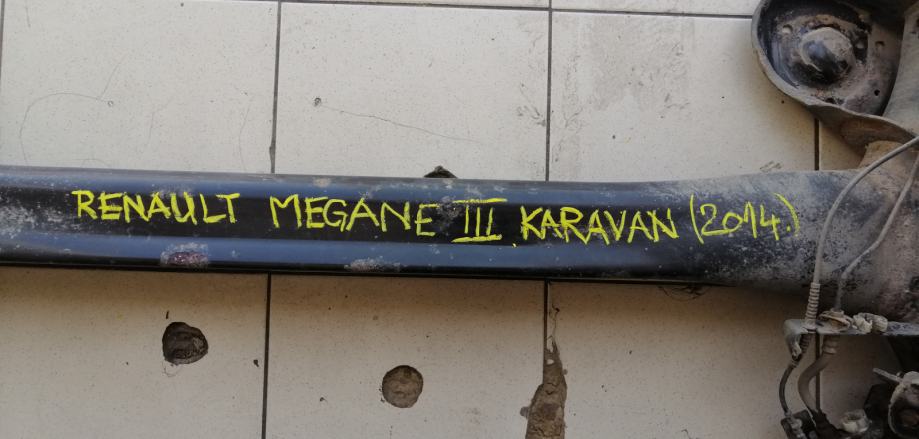 RENAULT MEGANE III KARAVAN (2014.)